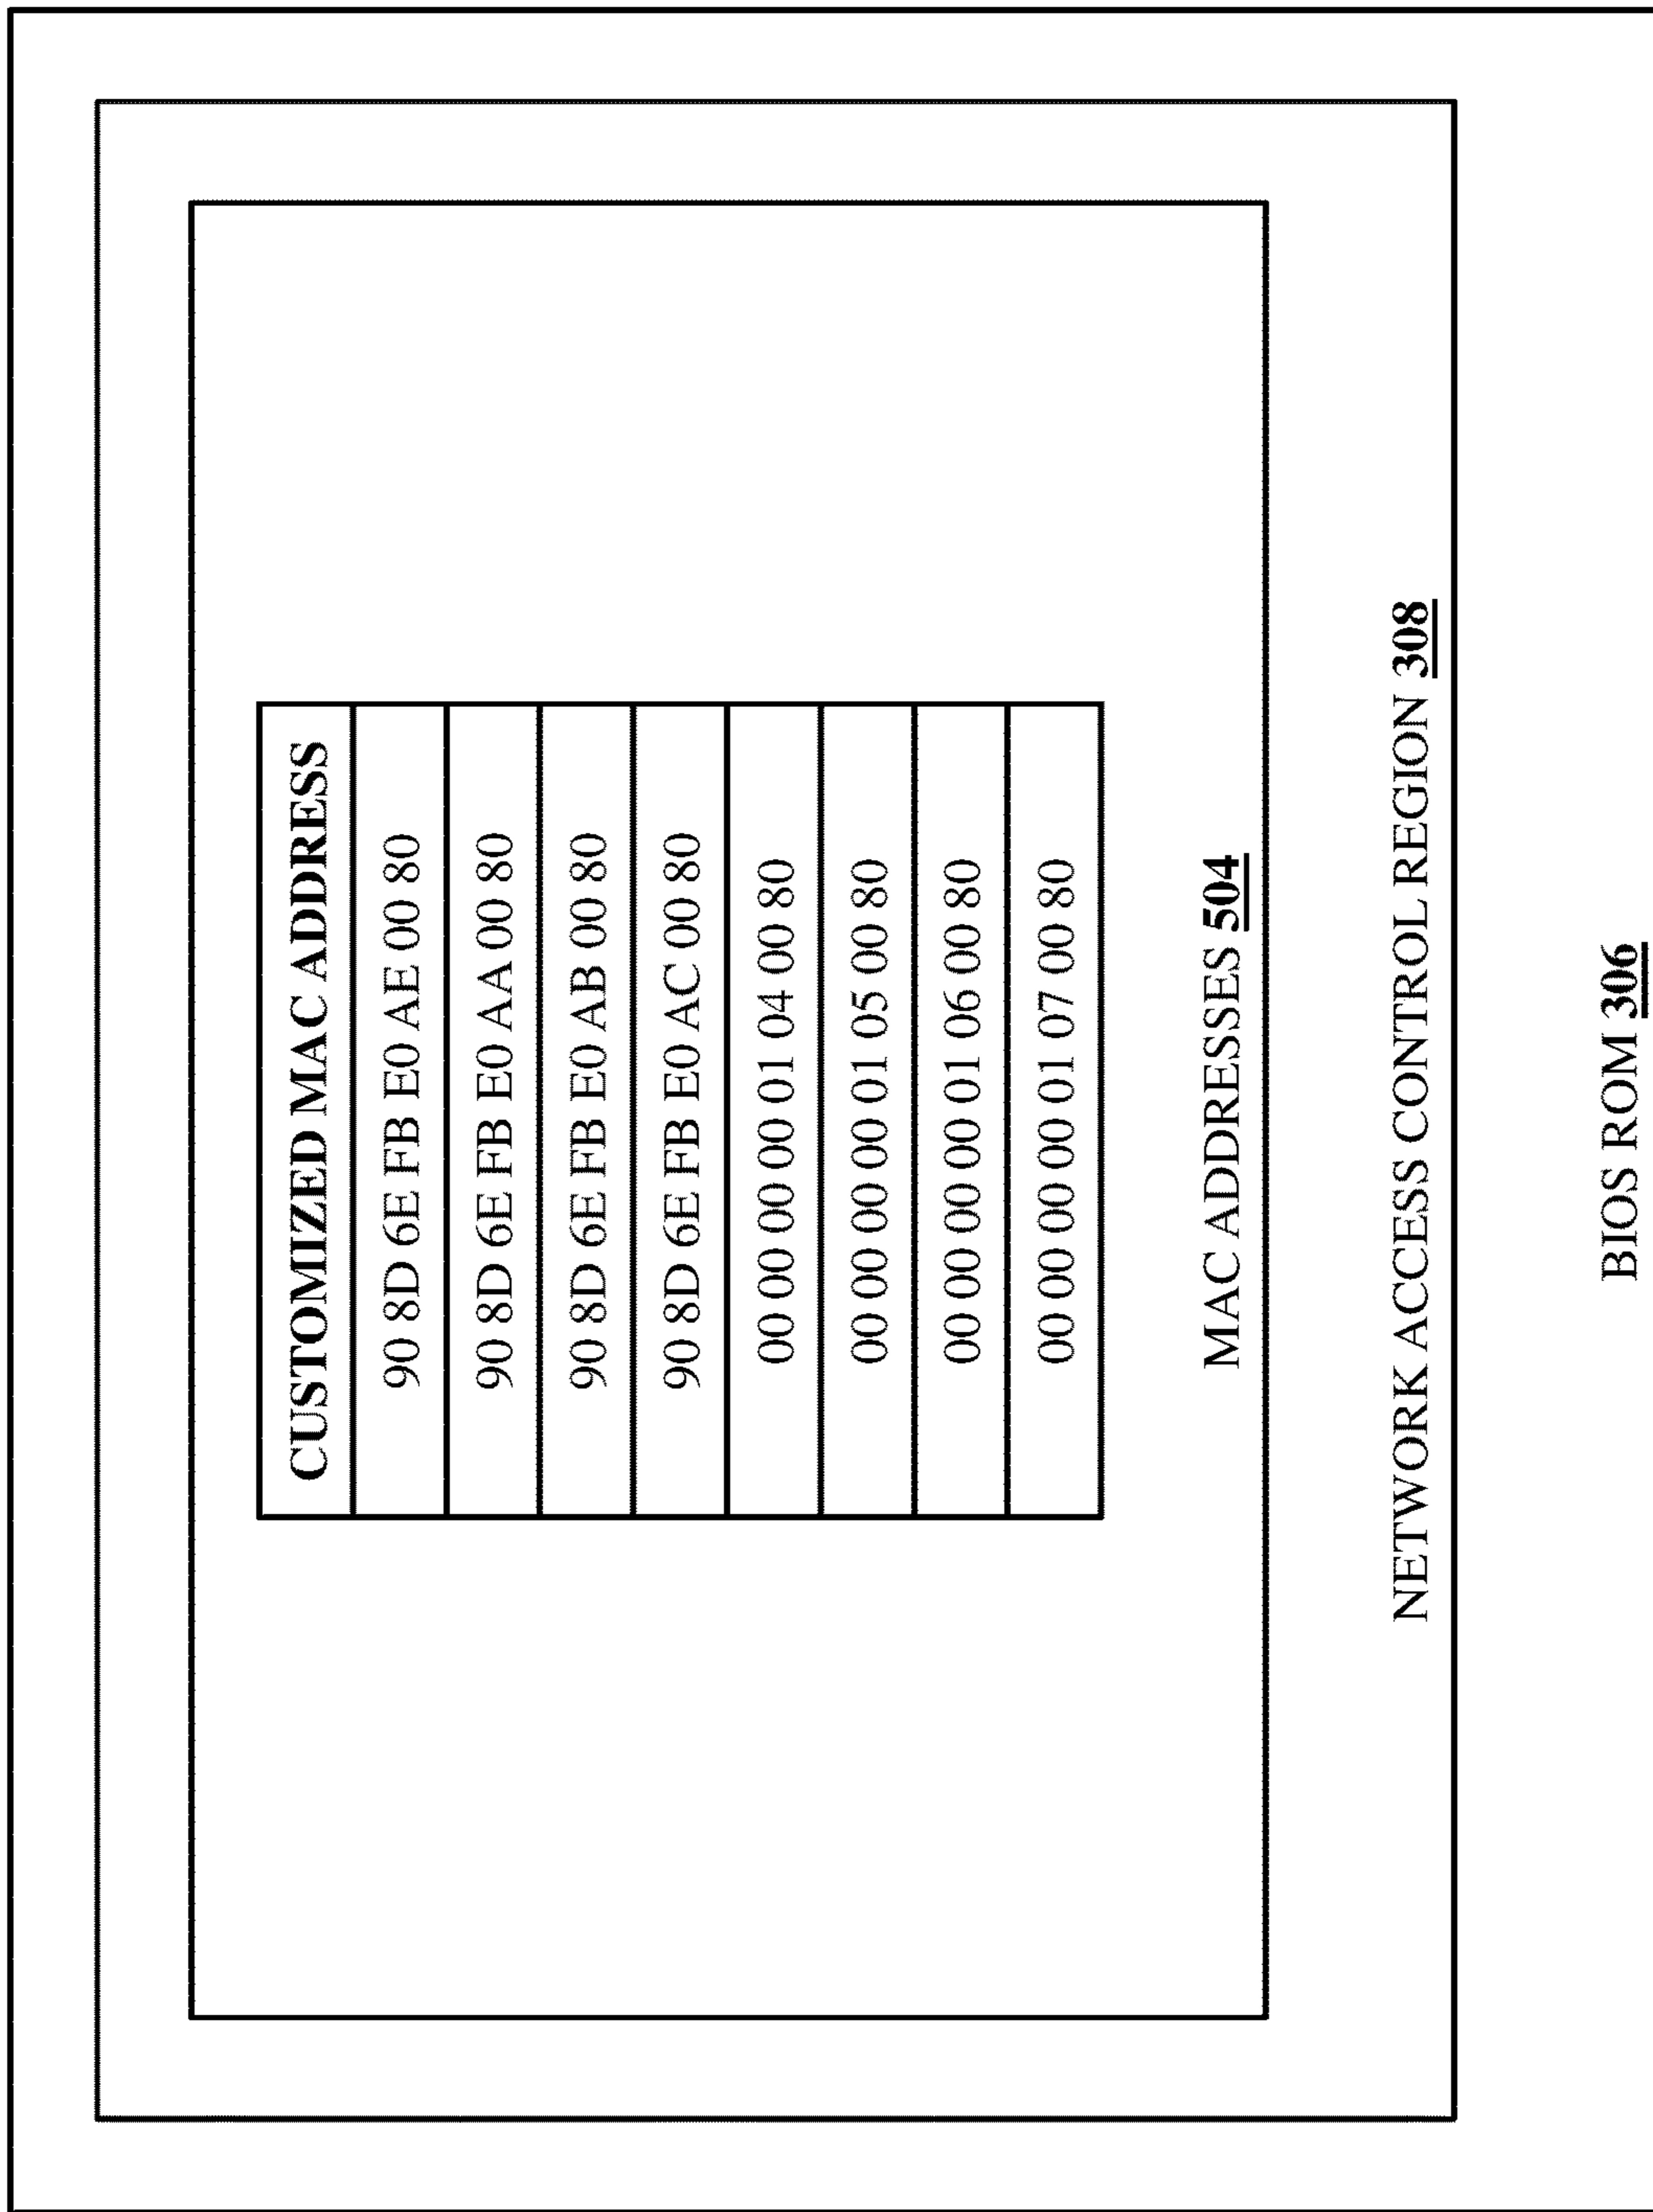 CUSTOMIZED MAC ADDRESS
90 8D 6E FB E0 AE 00 80
90 8D 6E FB E0 AA 00 80
90 8D 6E FB E0 AB 00 80
90 8D 6E FB E0 AC 00 80
00 00 00 00 01 04 00 80
00 00 00 00 01 05 00 80
00 00 00 00 01 06 00 80
00 00 00 00 01 07 00 80
MAC ADDRESSES 504
NETWORK ACCESS CONTROL REGION 308
BIOS ROM 306